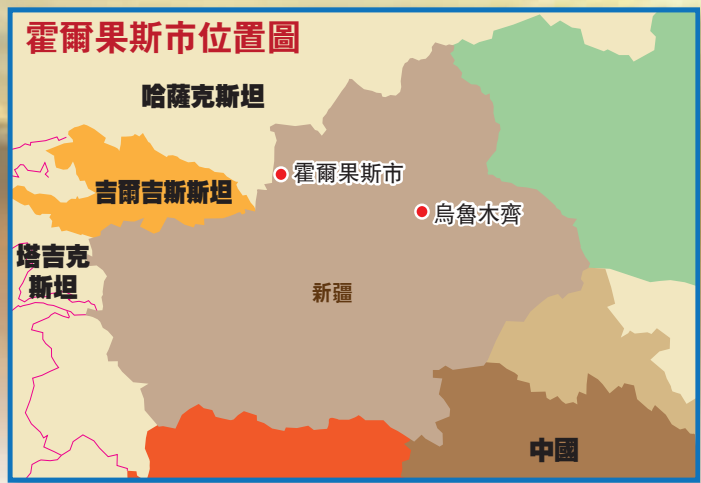 霍爾果斯市位置圖
哈薩克斯坦
霍爾果斯市
吉爾吉斯斯坦
烏魯木齊
塔吉克
斯坦
新疆
中國